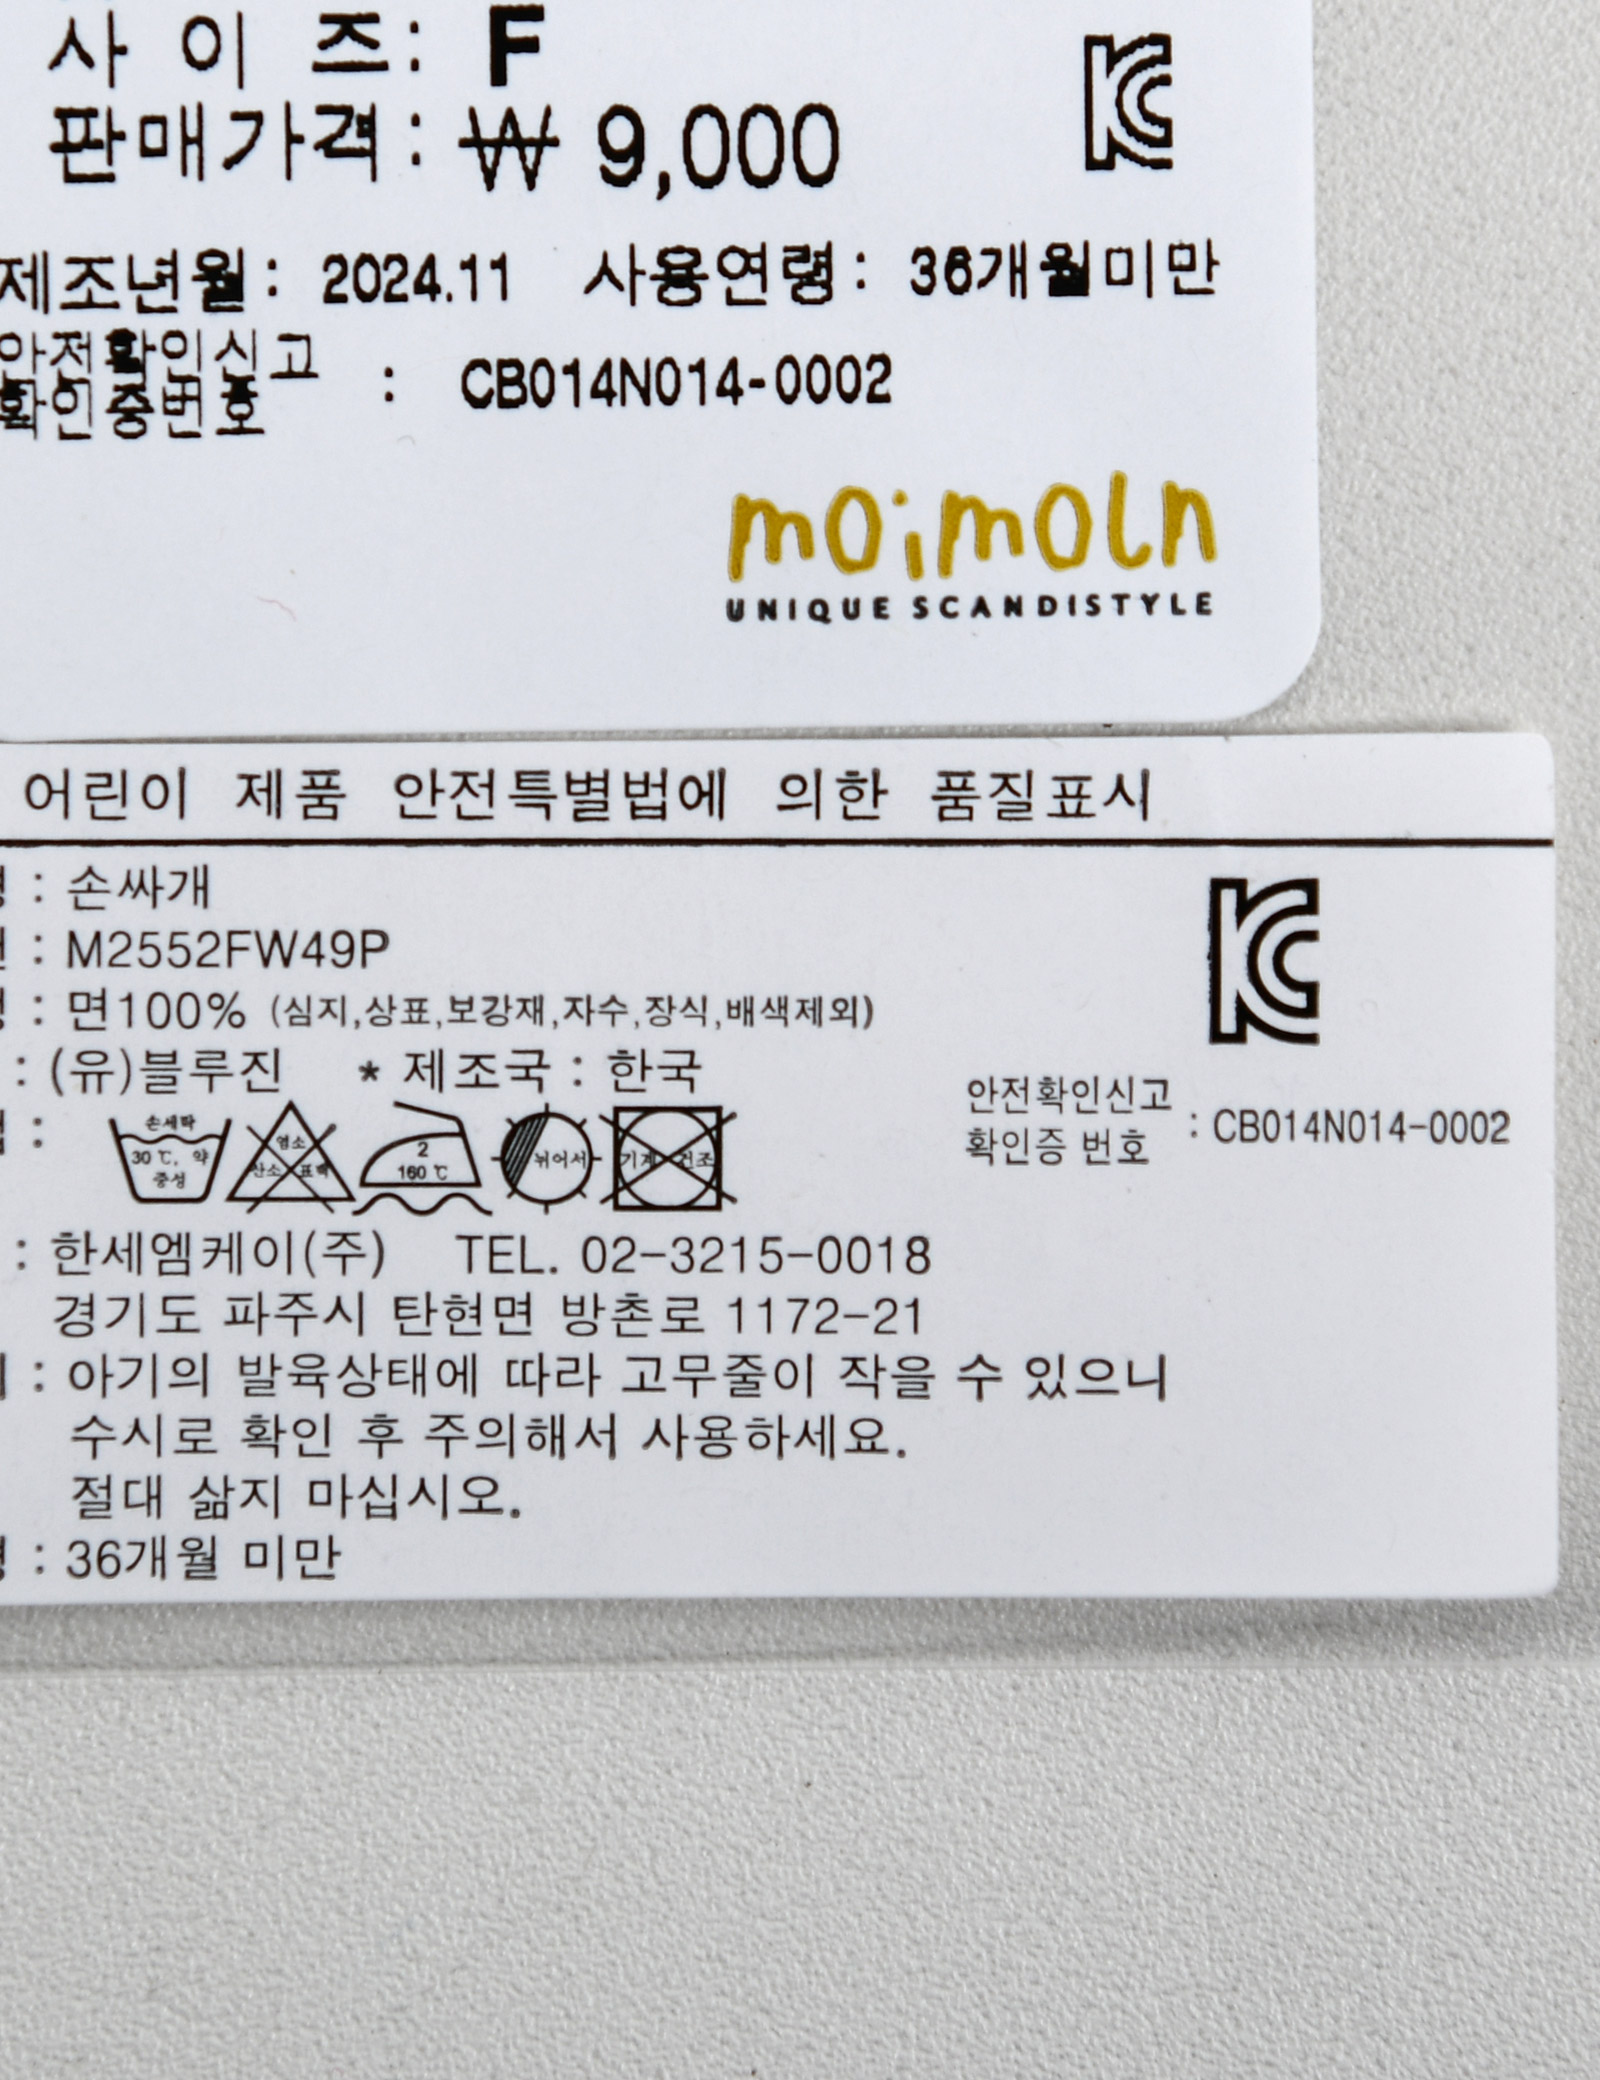 사 이 즈: F
판매가격: ₩ 9,000
제조년월: 2024.11 사용연령: 36개월미만
안전확인신고
확인증번호 : CB014N014-0002
moimoln
UNIQUE SCANDISTYLE
어린이 제품 안전특별법에 의한 품질표시
: 손싸개
: M2552FW49P
: 면100% (심지,상표,보강재,자수,장식,배색제외)
: (유)블루진 * 제조국 : 한국
안전확인신고
확인증 번호 : CB014N014-0002
:
손세탁
30℃, 약
중성
염소
산소 표백
2
160℃
뉘어서
기계 건조
: 한세엠케이(주) TEL. 02-3215-0018
경기도 파주시 탄현면 방촌로 1172-21
: 아기의 발육상태에 따라 고무줄이 작을 수 있으니
수시로 확인 후 주의해서 사용하세요.
절대 삶지 마십시오.
: 36개월 미만